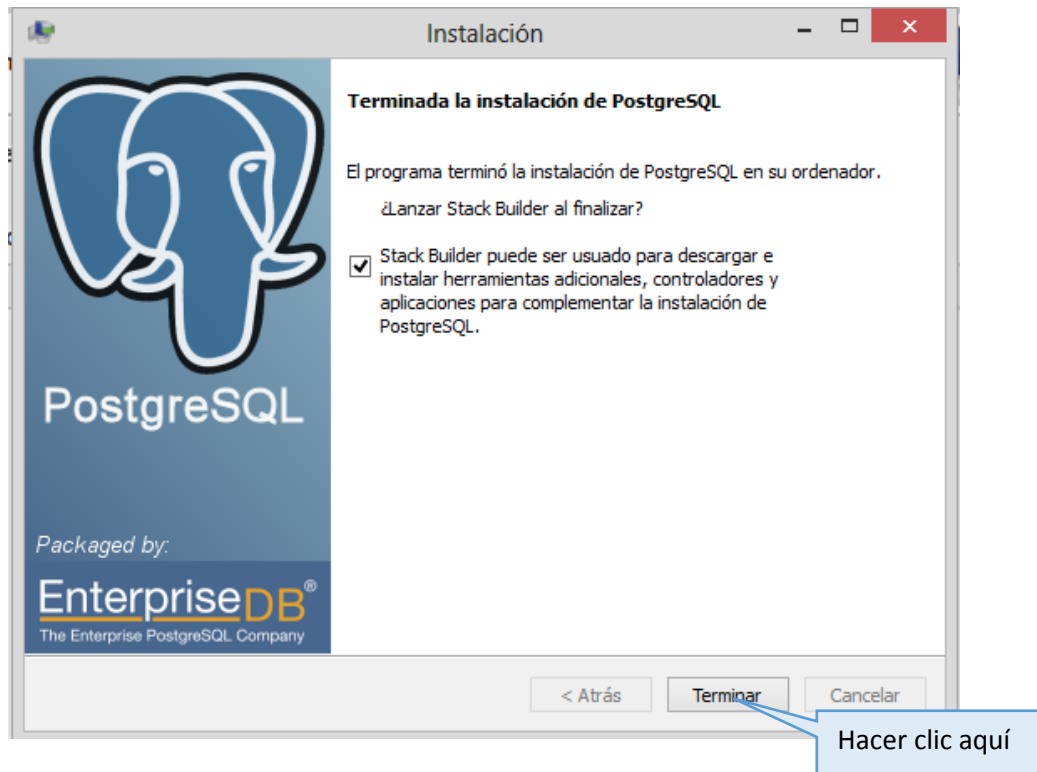 Instalación
Terminada la instalación de PostgreSQL
El programa terminó la instalación de PostgreSQL en su ordenador.
¿Lanzar Stack Builder al finalizar?
Stack Builder puede ser usado para descargar e
instalar herramientas adicionales, controladores y
aplicaciones para complementar la instalación de
PostgreSQL.
PostgreSQL
Packaged by:
EnterpriseDB®
The Enterprise PostgreSQL Company
< Atrás
Terminar
Cancelar
Hacer clic aquí